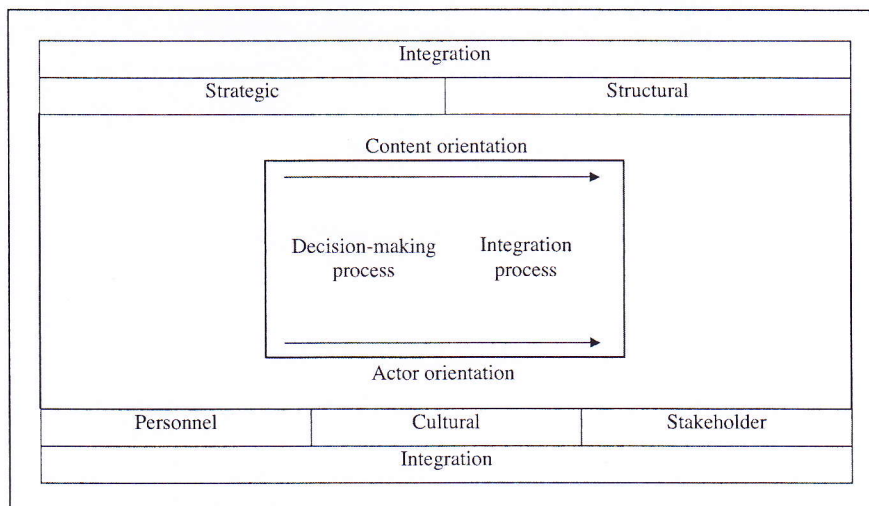 Integration
Strategic Structural
Content orientation
Decision-making Integration
process process
Actor orientation
Personnel Cultural Stakeholder
Integration